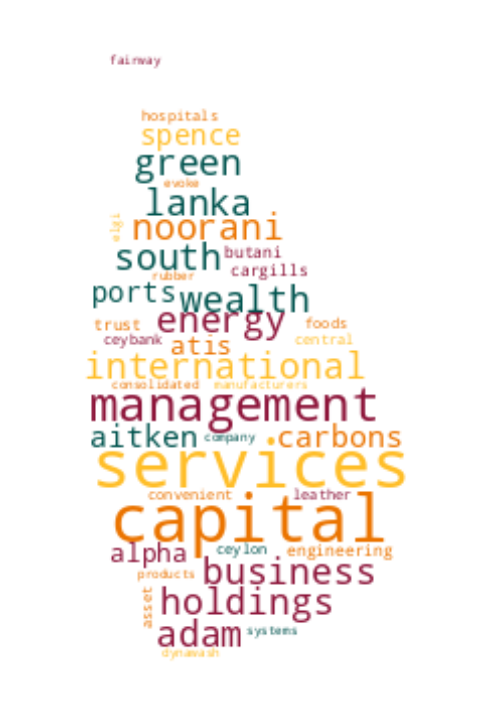 fairway
hospitals
spence
green
evoke
lanka
elgi
noorani
south butani
cargills
rubber
ports wealth
energy
trust foods
ceybank atis central
international
consolidated manufacturers
management
aitken company carbons
services
convenient leather
capital
alpha ceylon engineering
products business
asset holdings
adam systems
dynawash